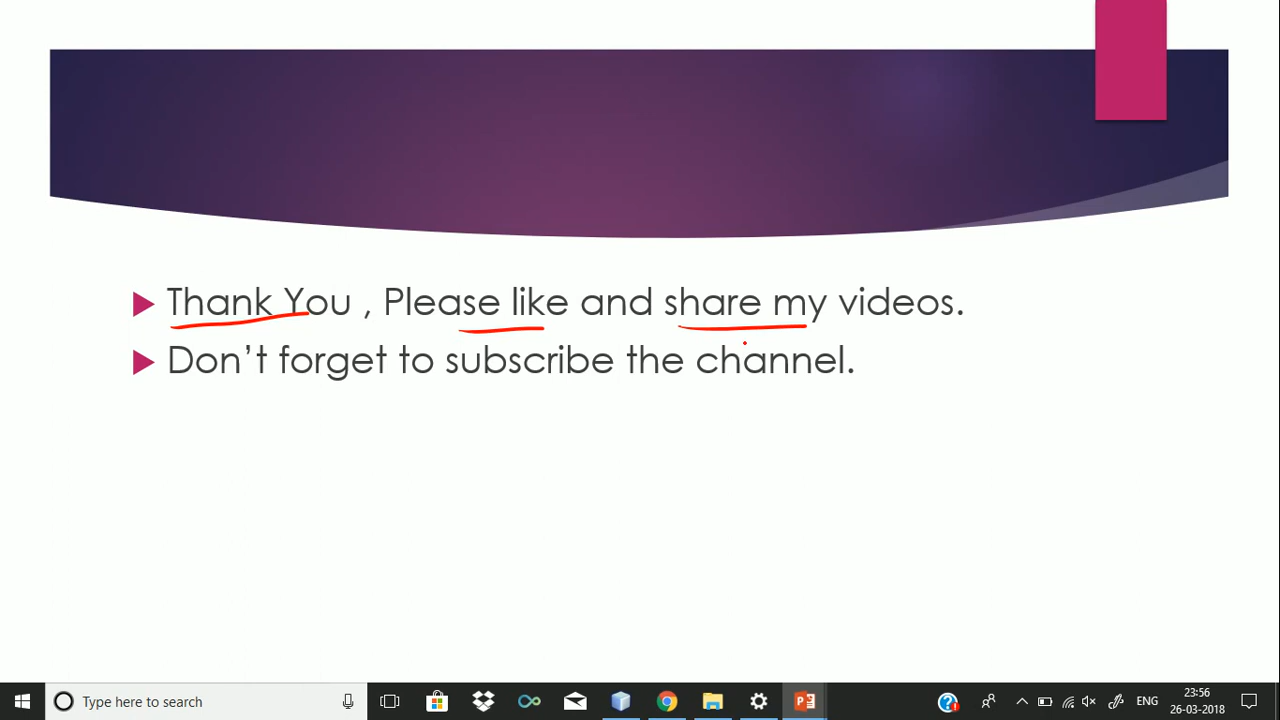 Thank You , Please like and share my videos.
Don’t forget to subscribe the channel.
Type here to search
ENG
23:56
26-03-2018